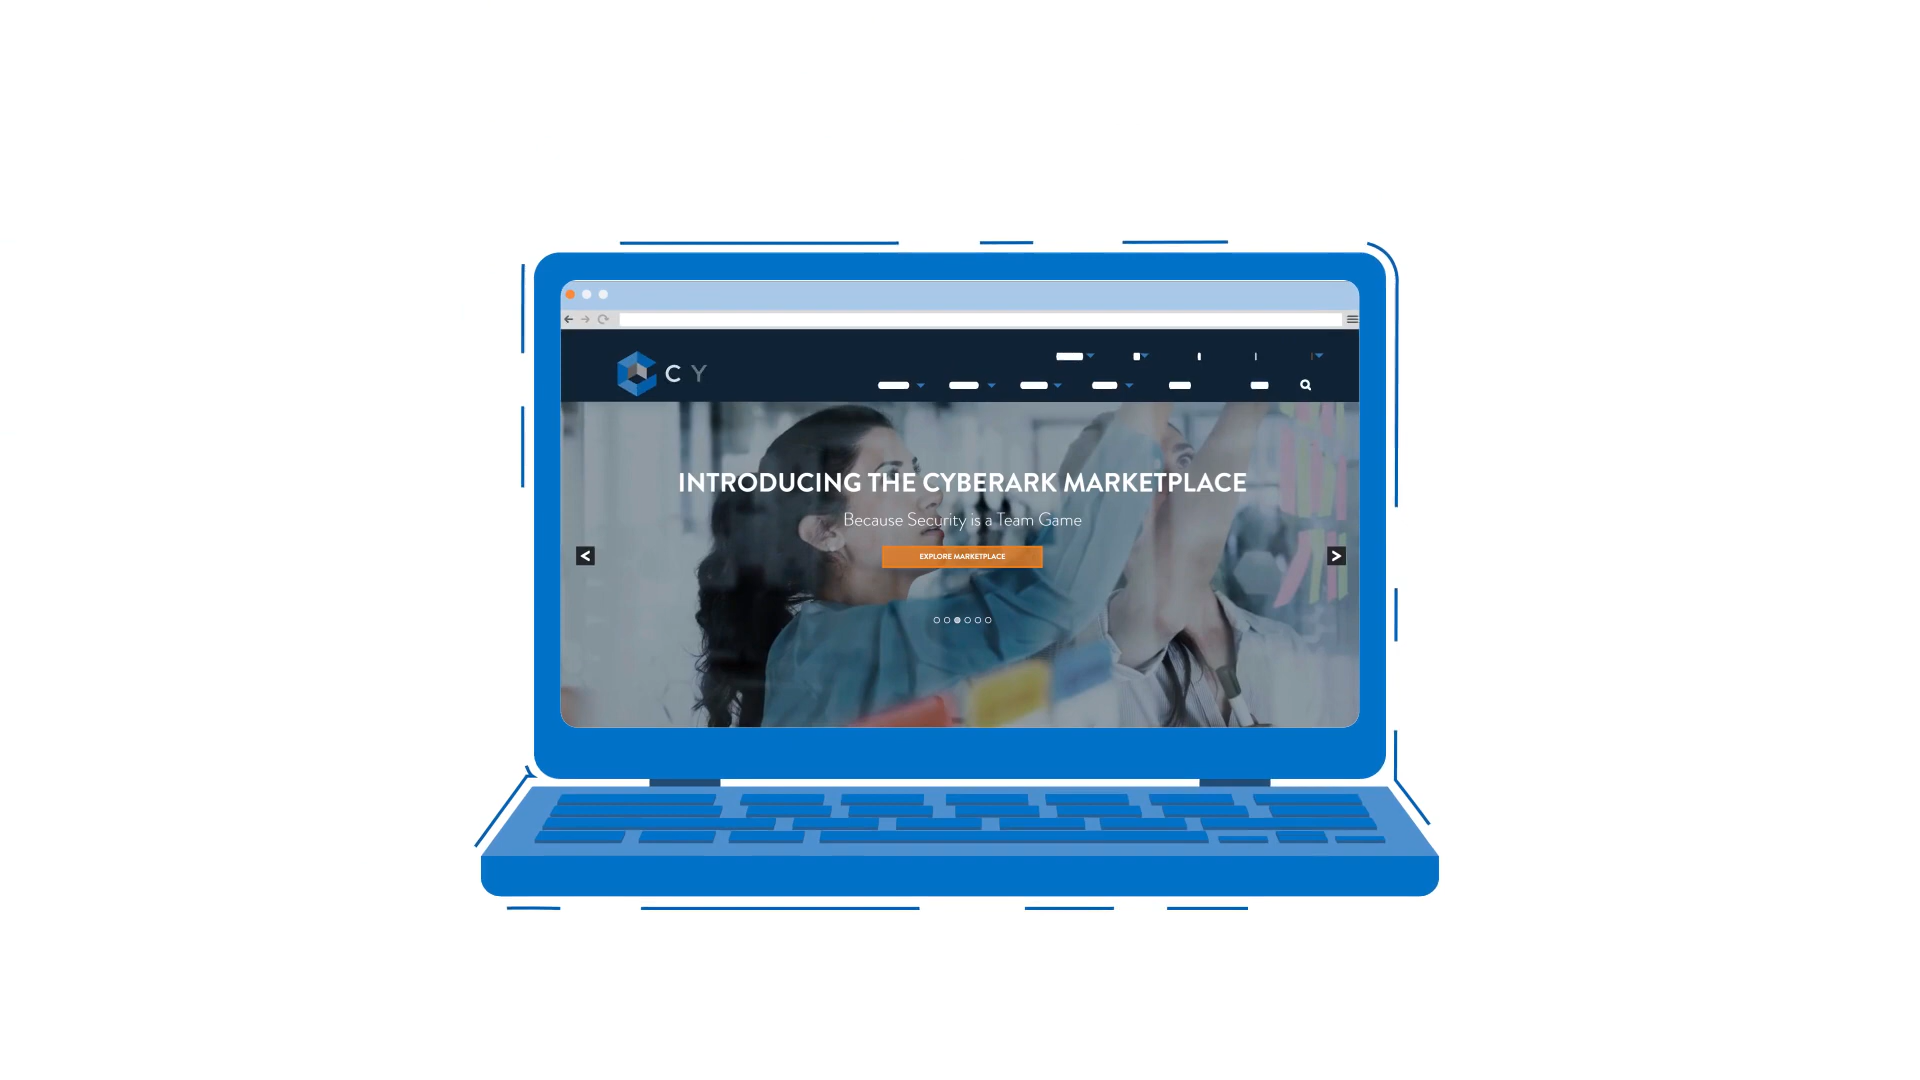 C Y
INTRODUCING THE CYBERARK MARKETPLACE
Because Security is a Team Game
EXPLORE MARKETPLACE